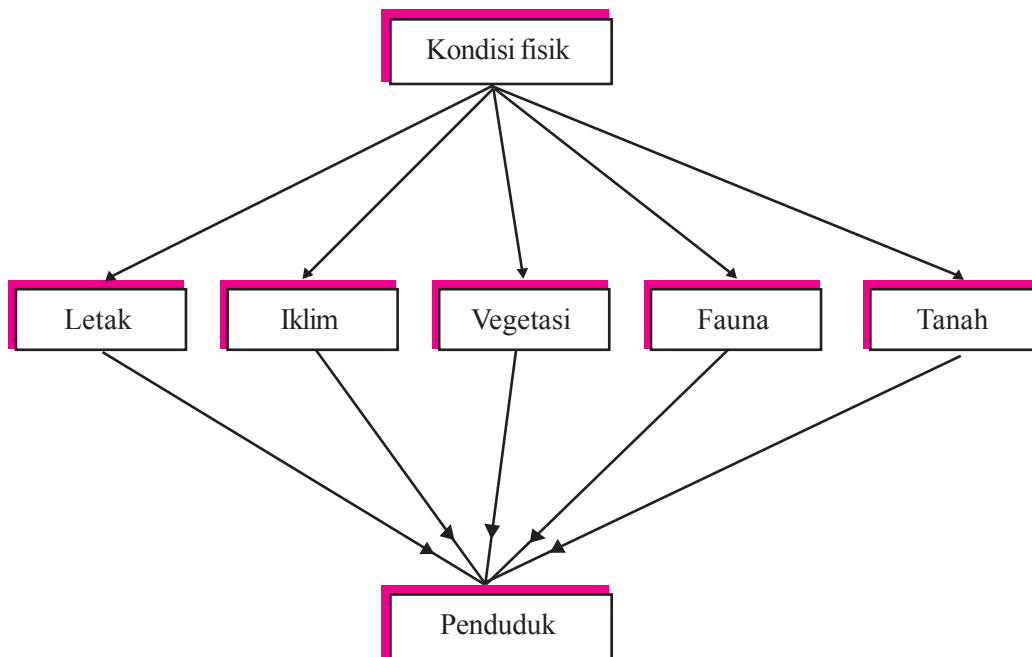 Kondisi fisik
Letak
Iklim
Vegetasi
Fauna
Tanah
Penduduk